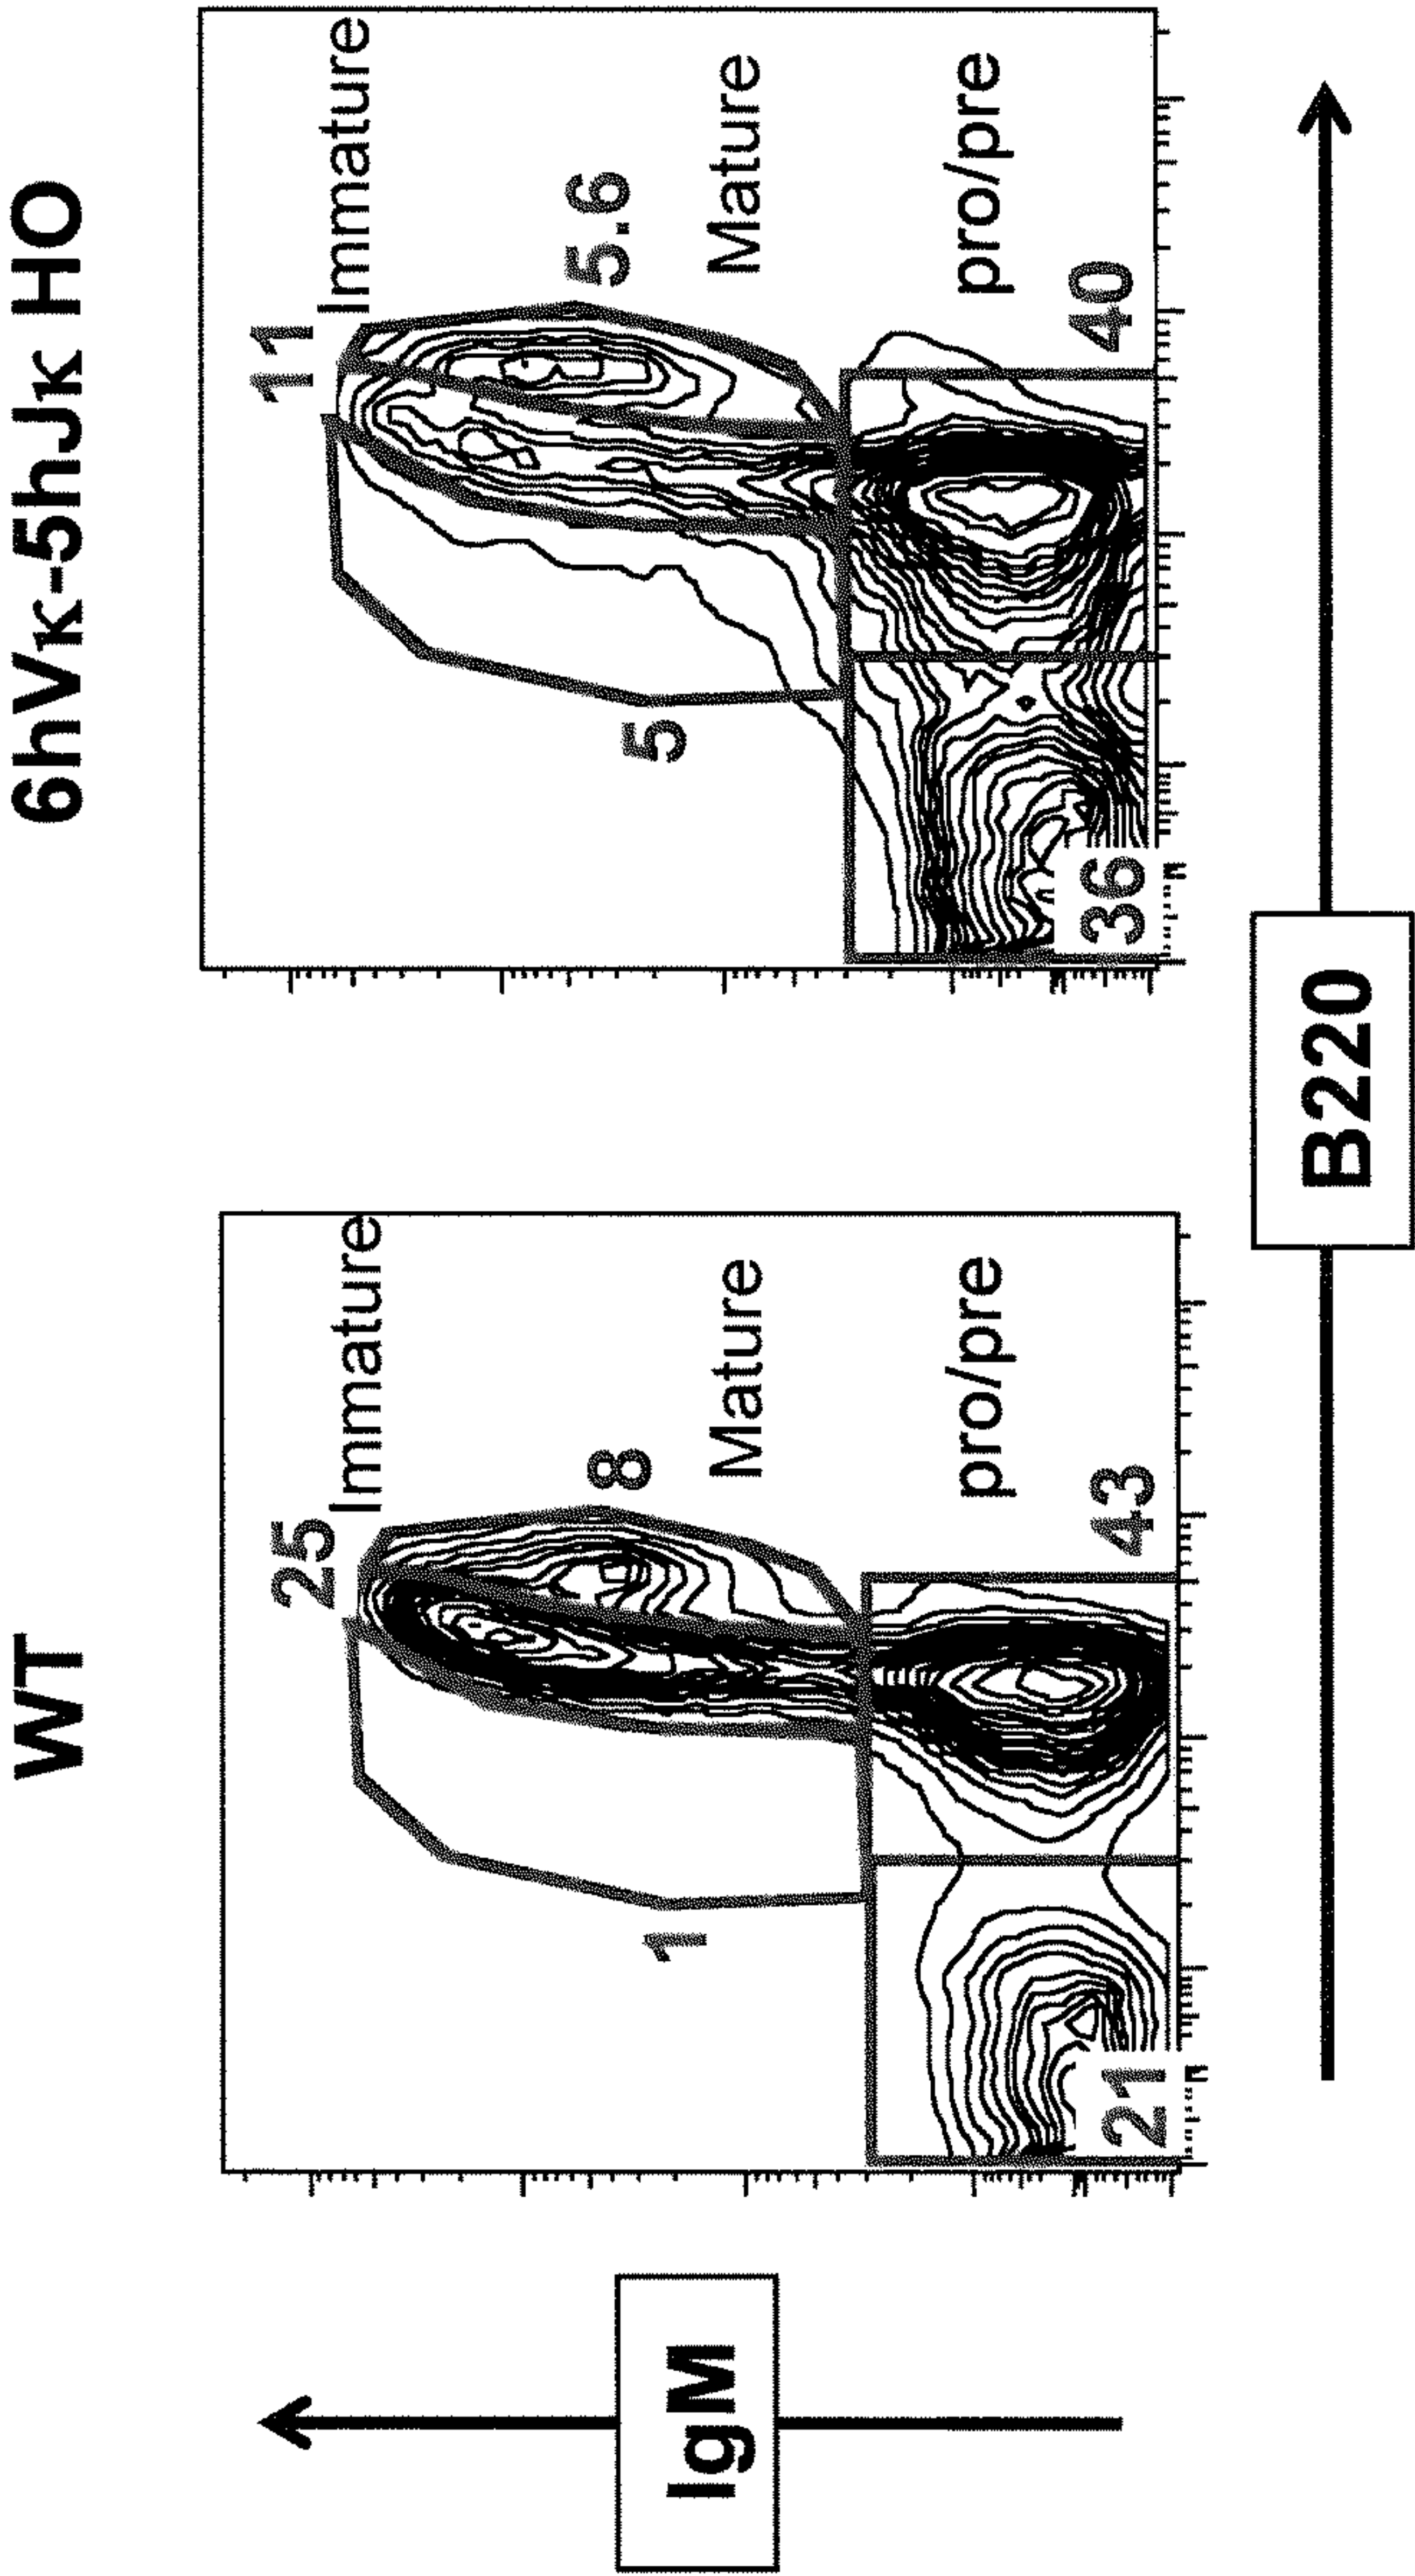 WT
25
Immature
8
Mature
1
pro/pre
43
21
6hVκ-5hJκ HO
11
Immature
5.6
Mature
5
pro/pre
40
36
IgM
B220